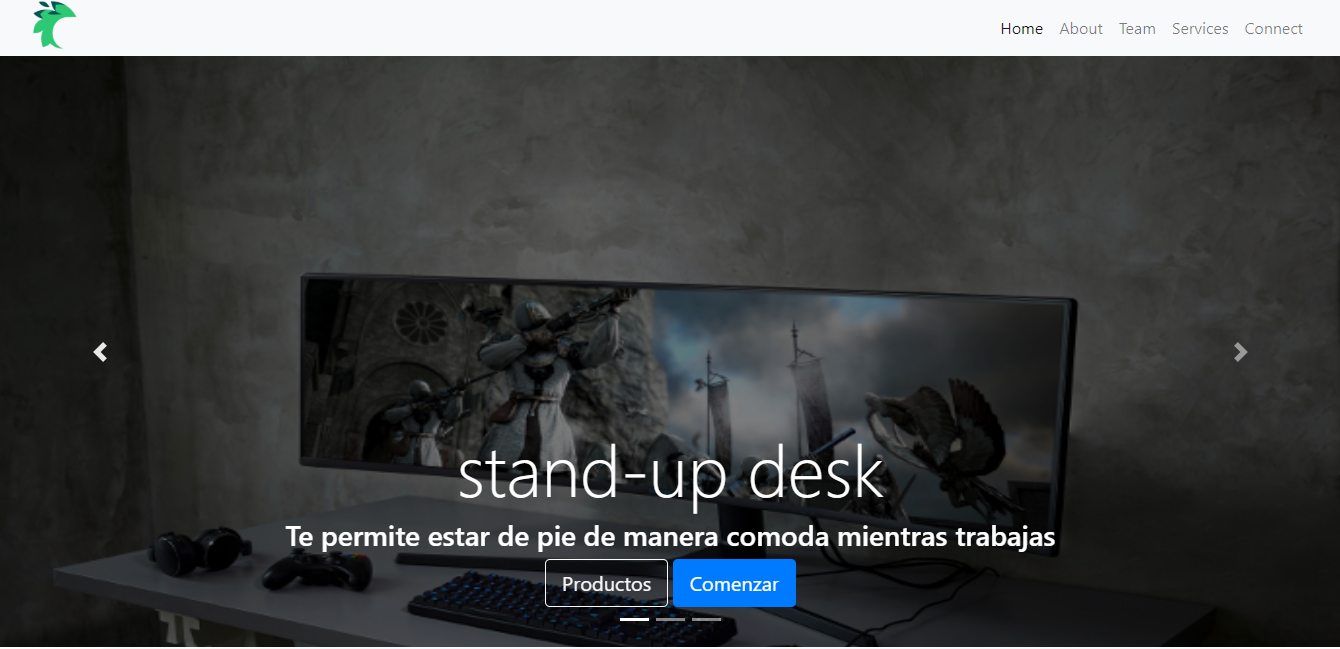 Home About Team Services Connect
stand-up desk
Te permite estar de pie de manera comoda mientras trabajas
Productos Comenzar